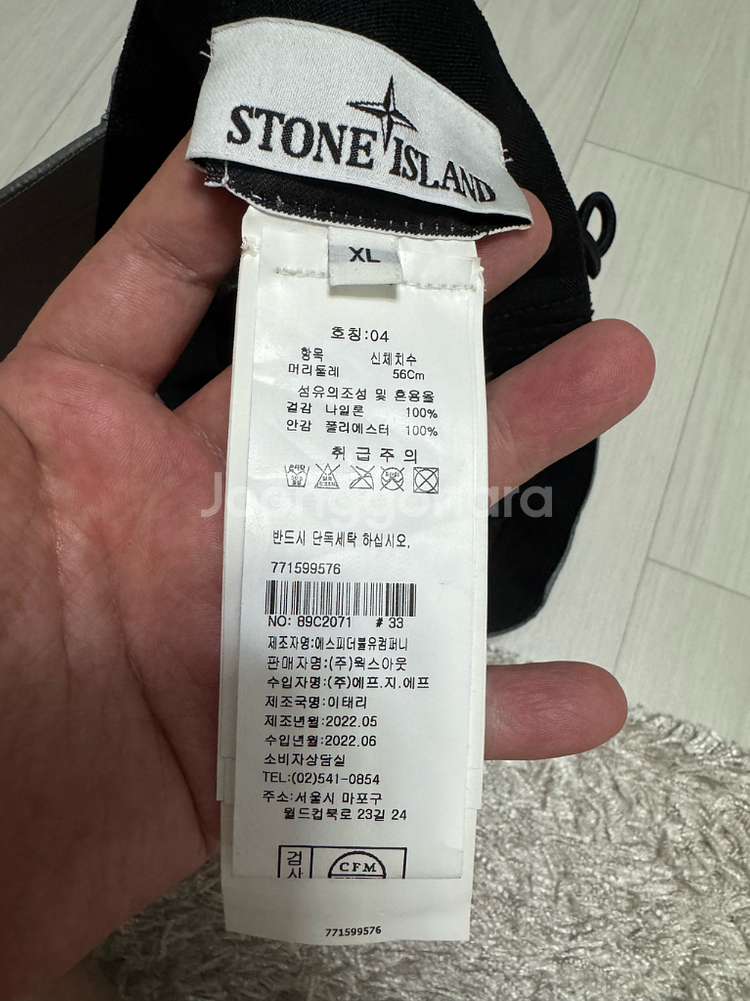 STONE ISLAND
XL
호칭:04
항목 신체치수
머리둘레 56Cm
섬유의조성 및 혼용율
겉감 나일론 100%
안감 폴리에스터 100%
취급주의
Joonggonara
반드시 단독세탁 하십시오.
771599576
NO: 89C2071 # 33
제조자명:에스피더블유컴퍼니
판매자명:(주)웍스아웃
수입자명:(주)에프.지.에프
제조국명:이태리
제조년월:2022.05
수입년월:2022.06
소비자상담실
TEL:(02)541-0854
주소:서울시 마포구
월드컵북로 23길 24
검사 CFM
771599576